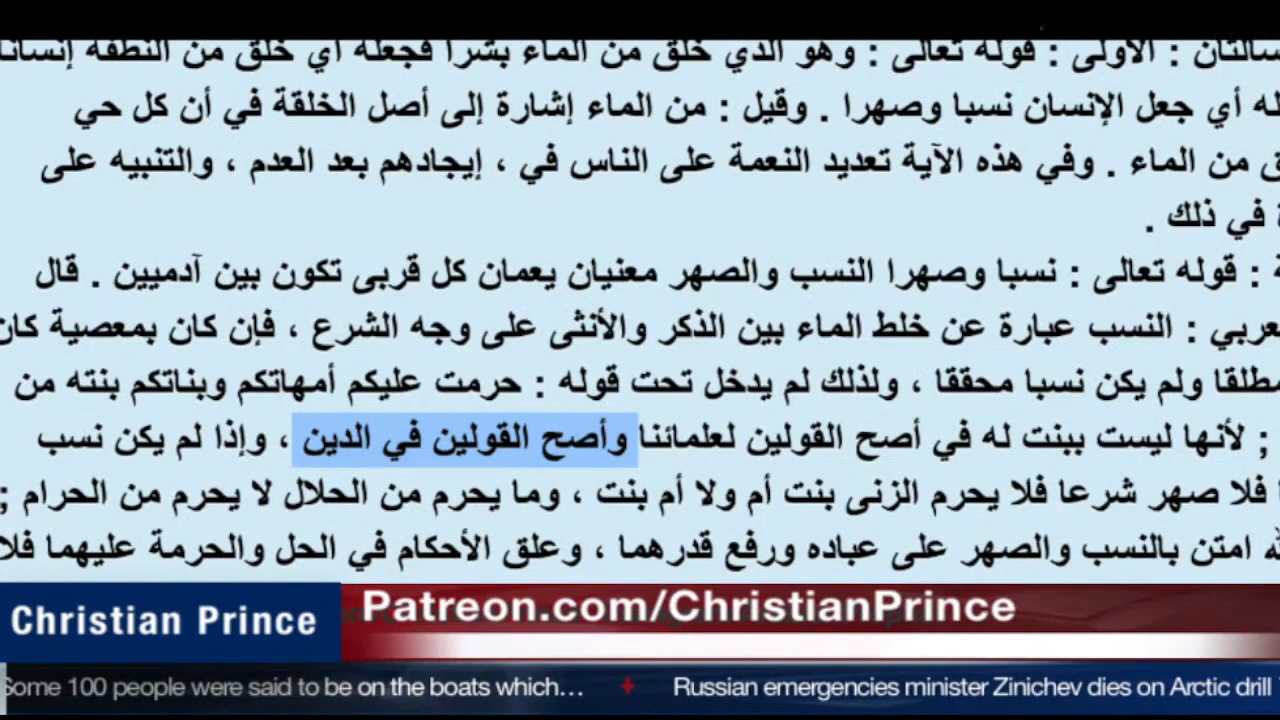 : الأولى : قوله تعالى : وهو الذي خلق من الماء بشرا فجعله أي خلق من النطفة إنسانا
أي جعل الإنسان نسبا وصهرا . وقيل : من الماء إشارة إلى أصل الخلقة في أن كل حي
من الماء . وفي هذه الآية تعديد النعمة على الناس في ، إيجادهم بعد العدم ، والتنبيه على
في ذلك .
: قوله تعالى : نسبا وصهرا النسب والصهر معنيان يعمان كل قربى تكون بين آدميين . قال
: النسب عبارة عن خلط الماء بين الذكر والأنثى على وجه الشرع ، فإن كان بمعصية كان
ولم يكن نسبا محققا ، ولذلك لم يدخل تحت قوله : حرمت عليكم أمهاتكم وبناتكم بنته من
; لأنها ليست ببنت له في أصح القولين لعلمائنا وأصح القولين في الدين ، وإذا لم يكن نسب
فلا صهر شرعا فلا يحرم الزنى بنت أم ولا أم بنت ، وما يحرم من الحلال لا يحرم من الحرام ;
امتن بالنسب والصهر على عباده ورفع قدرهما ، وعلق الأحكام في الحل والحرمة عليهما فلا
Christian Prince
Patreon.com/ChristianPrince
Some 100 people were said to be on the boats which…
Russian emergencies minister Zinichev dies on Arctic drill